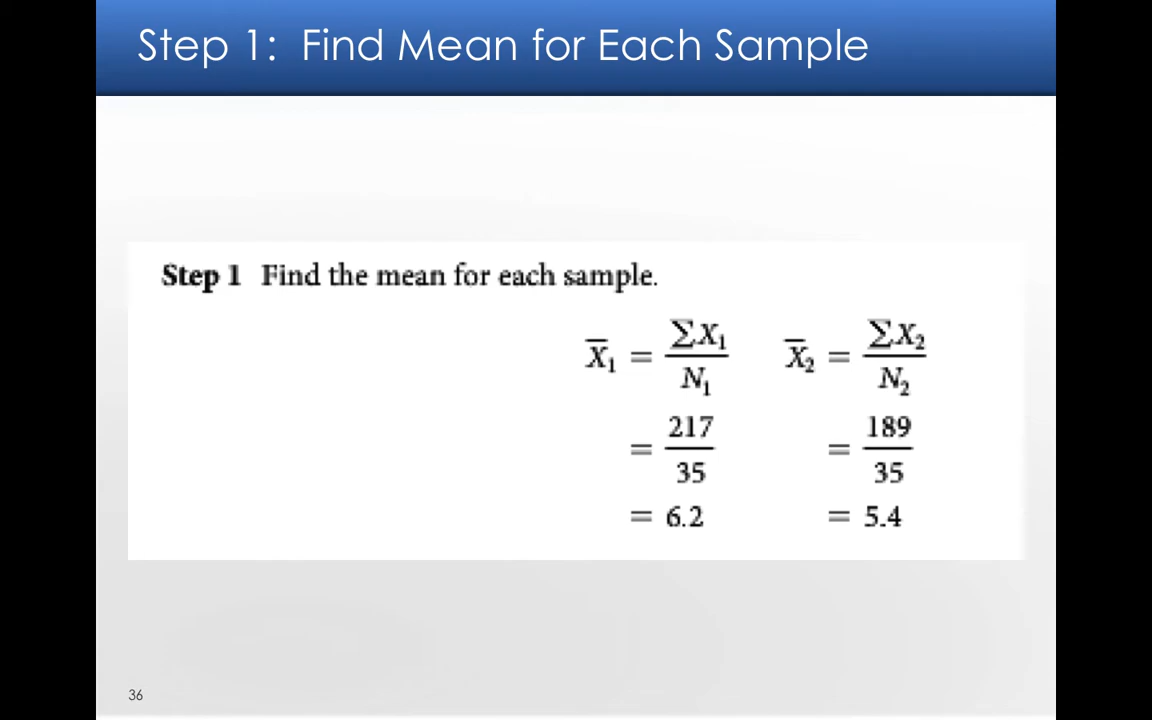 Step 1: Find Mean for Each Sample
Step 1 Find the mean for each sample.
X̄₁ = ΣX₁ / N₁ X̄₂ = ΣX₂ / N₂
= 217 / 35 = 189 / 35
= 6.2 = 5.4
36